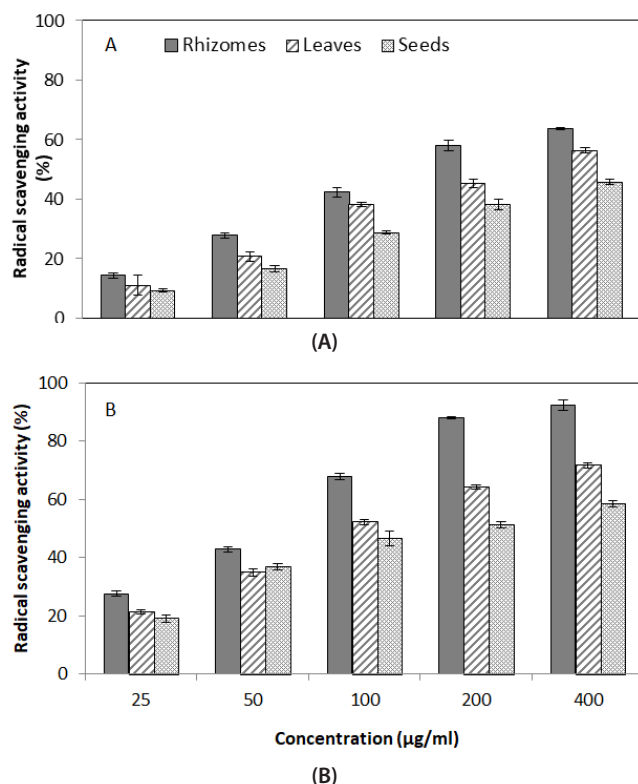 100
A
Rhizomes
Leaves
Seeds
80
60
40
20
0
Radical scavenging activity
(%)
(A)
100
B
80
60
40
20
0
Radical scavenging activity (%)
25
50
100
200
400
Concentration (µg/ml)
(B)